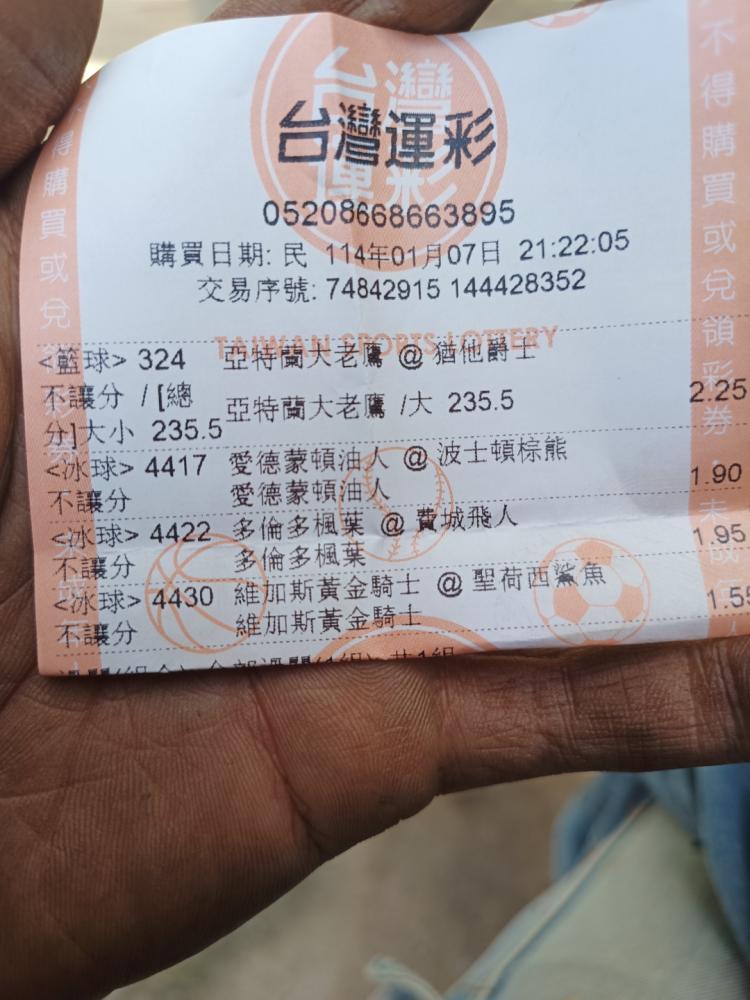 台灣運彩
05208668663895
購買日期: 民 114年01月07日 21:22:05
交易序號: 74842915 144428352
TAIWAN SPORTS LOTTERY
<籃球> 324 亞特蘭大老鷹 @ 猶他爵士
不讓分 / [總
分]大小 235.5 亞特蘭大老鷹 /大 235.5 2.25
<冰球> 4417 愛德蒙頓油人 @ 波士頓棕熊
不讓分 愛德蒙頓油人 1.90
<冰球> 4422 多倫多楓葉 @ 費城飛人
不讓分 多倫多楓葉 1.95
<冰球> 4430 維加斯黃金騎士 @ 聖荷西鯊魚
不讓分 維加斯黃金騎士 1.55
得購買或兌
不得購買或兌領彩券